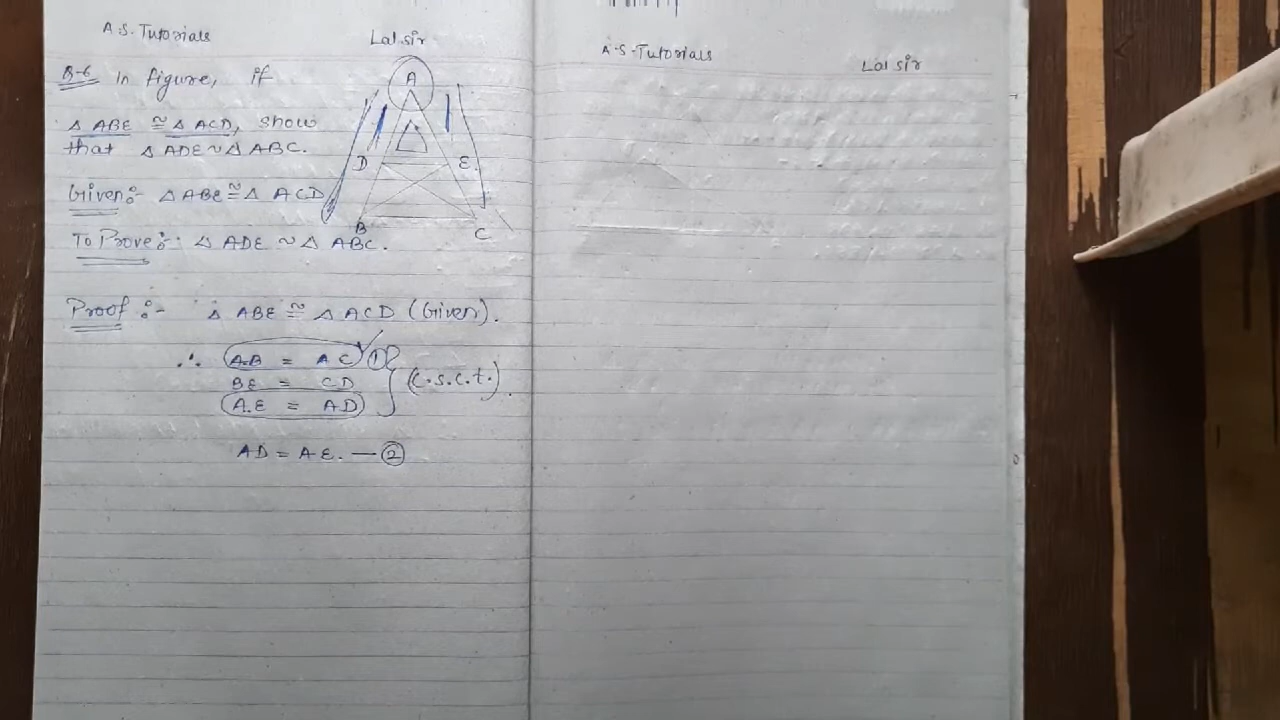 A.S. Tutorials Lal sir
Q-6 In figure, if
△ ABE ≅ △ ACD, show
that △ ADE ~ △ ABC.
Given:- △ ABE ≅ △ ACD
To Prove:- △ ADE ~ △ ABC.
A
D E
B C
Proof :- △ ABE ≅ △ ACD (Given).
∴ AB = AC ①
BE = CD (C.S.C.T.)
A.E = AD
AD = AE. — ②
A-S-Tutorials Lal sir